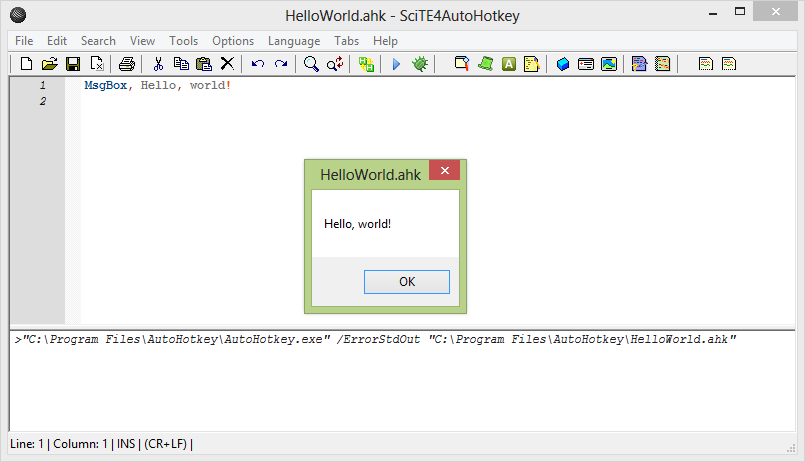 HelloWorld.ahk - SciTE4AutoHotkey
File Edit Search View Tools Options Language Tabs Help
1 MsgBox, Hello, world!
2
HelloWorld.ahk
Hello, world!
OK
>"C:\Program Files\AutoHotkey\AutoHotkey.exe" /ErrorStdOut "C:\Program Files\AutoHotkey\HelloWorld.ahk"
Line: 1 | Column: 1 | INS | (CR+LF) |